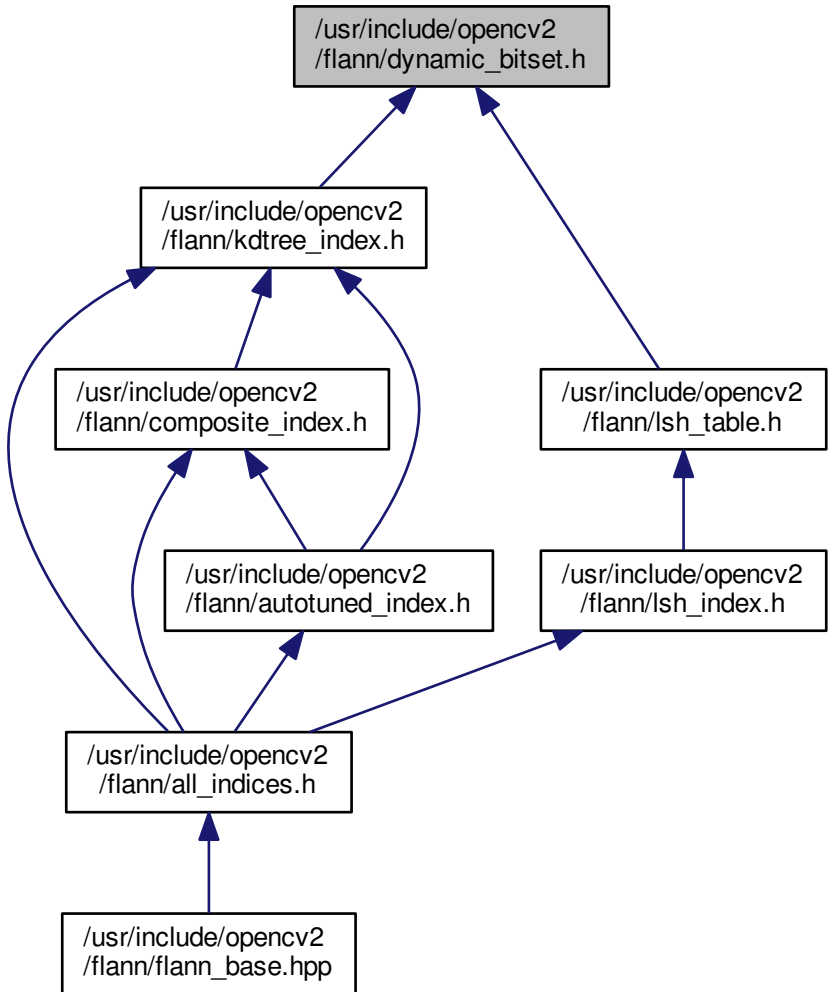 /usr/include/opencv2
/flann/dynamic_bitset.h
/usr/include/opencv2
/flann/kdtree_index.h
/usr/include/opencv2
/flann/composite_index.h
/usr/include/opencv2
/flann/lsh_table.h
/usr/include/opencv2
/flann/autotuned_index.h
/usr/include/opencv2
/flann/lsh_index.h
/usr/include/opencv2
/flann/all_indices.h
/usr/include/opencv2
/flann/flann_base.hpp